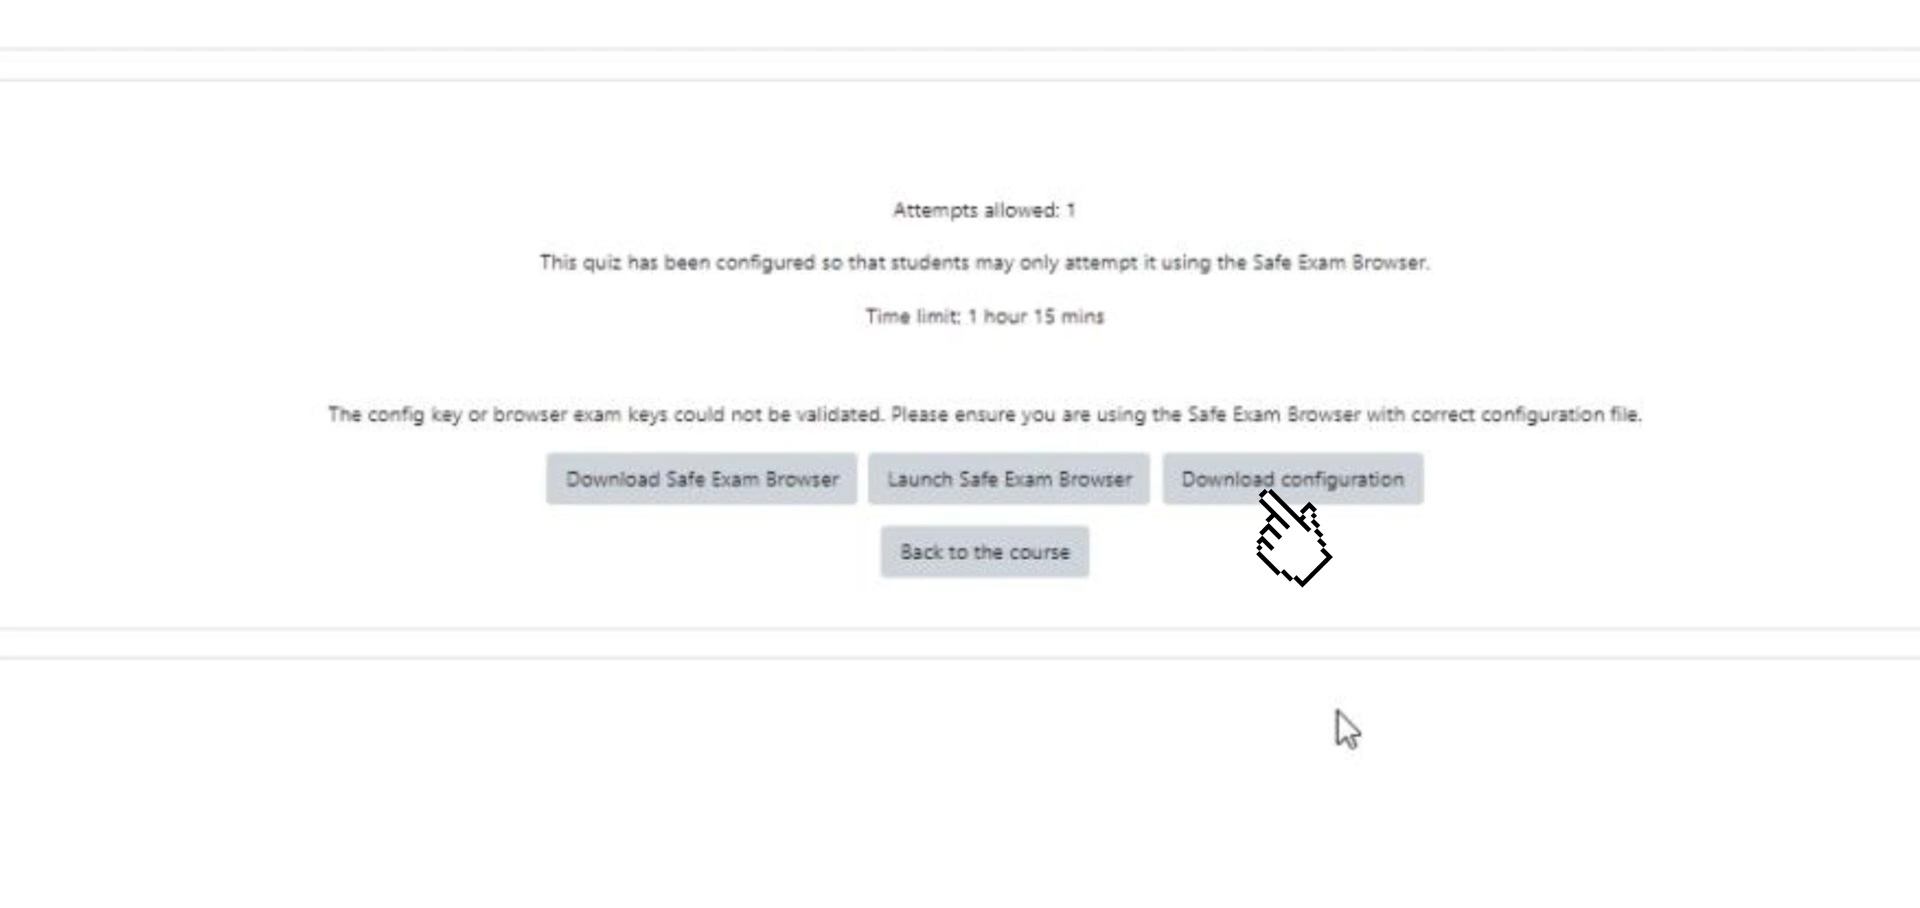 Attempts allowed: 1
This quiz has been configured so that students may only attempt it using the Safe Exam Browser.
Time limit: 1 hour 15 mins
The config key or browser exam keys could not be validated. Please ensure you are using the Safe Exam Browser with correct configuration file.
Download Safe Exam Browser
Launch Safe Exam Browser
Download configuration
Back to the course